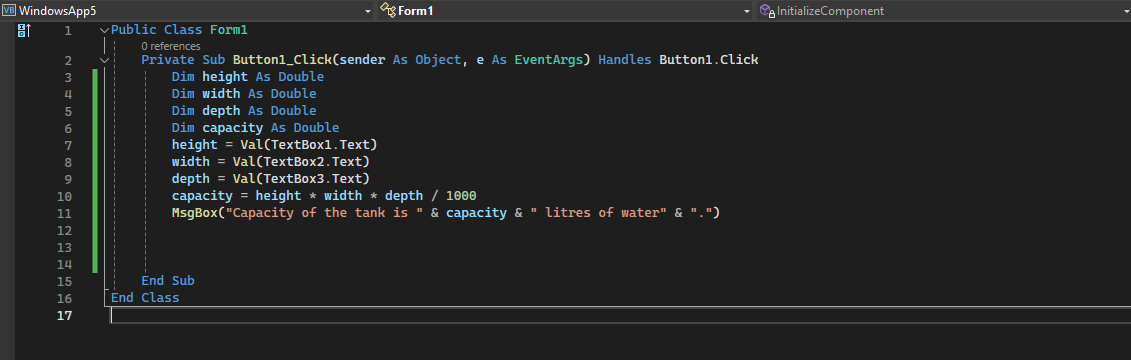 VB WindowsApp5 Form1 InitializeComponent
1 Public Class Form1
0 references
2 Private Sub Button1_Click(sender As Object, e As EventArgs) Handles Button1.Click
3 Dim height As Double
4 Dim width As Double
5 Dim depth As Double
6 Dim capacity As Double
7 height = Val(TextBox1.Text)
8 width = Val(TextBox2.Text)
9 depth = Val(TextBox3.Text)
10 capacity = height * width * depth / 1000
11 MsgBox("Capacity of the tank is " & capacity & " litres of water" & ".")
12
13
14
15 End Sub
16 End Class
17